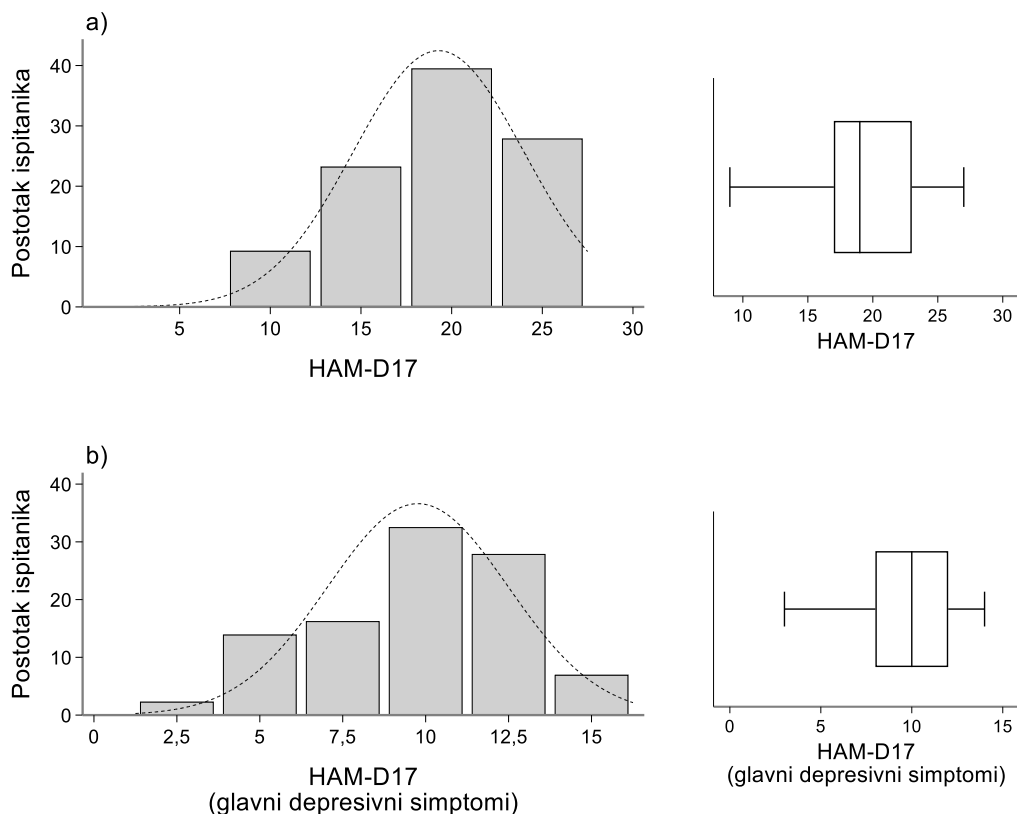 a)
Postotak ispitanika
40
30
20
10
0
5 10 15 20 25 30
HAM-D17
10 15 20 25 30
HAM-D17
b)
Postotak ispitanika
40
30
20
10
0
0 2,5 5 7,5 10 12,5 15
HAM-D17
(glavni depresivni simptomi)
0 5 10 15
HAM-D17
(glavni depresivni simptomi)